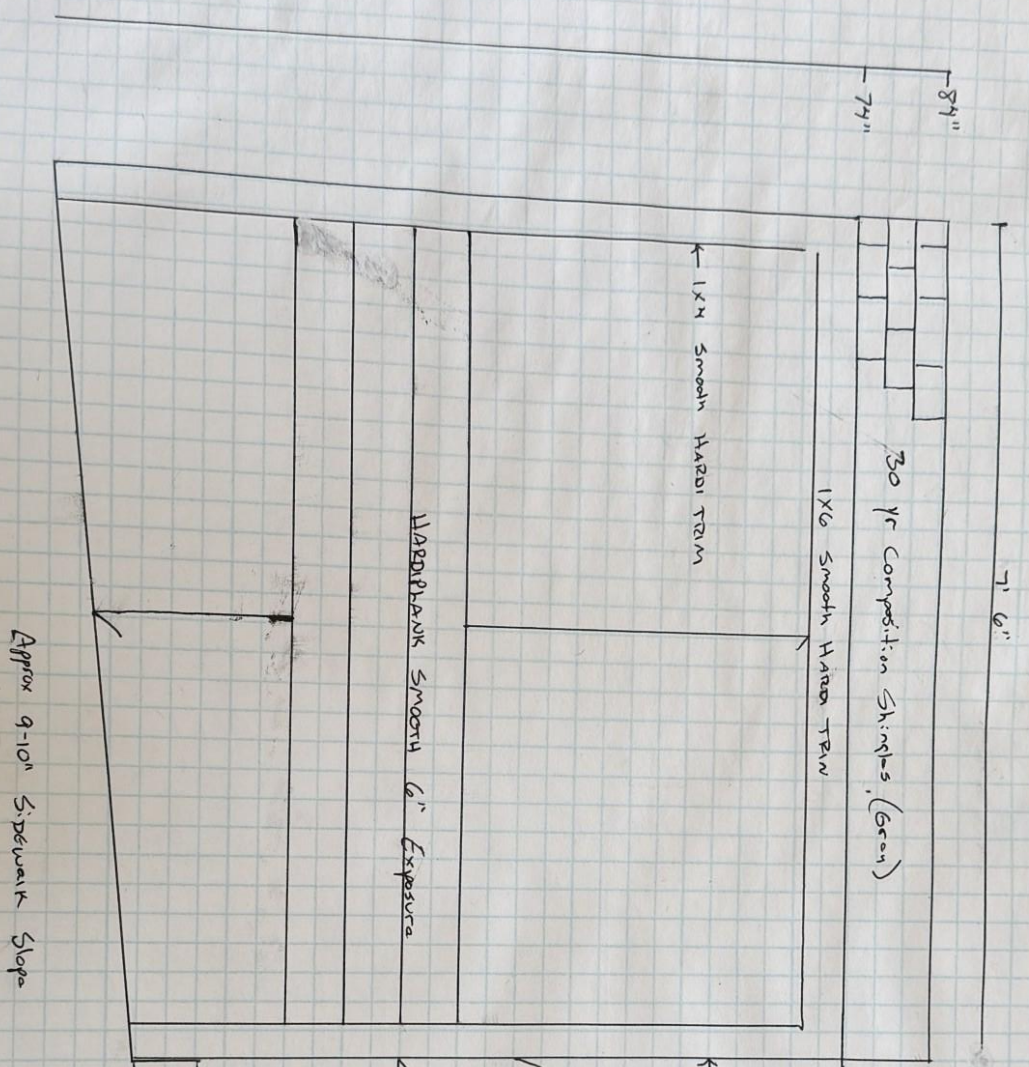 84"
74"
7' 6"
30 yr Composition Shingles, (Gray)
1X6 Smooth HARDI TRIM
← 1X4 Smooth HARDI TRIM
HARDIPLANK SMOOTH 6" Exposure
Approx 9-10" Sidewalk Slope